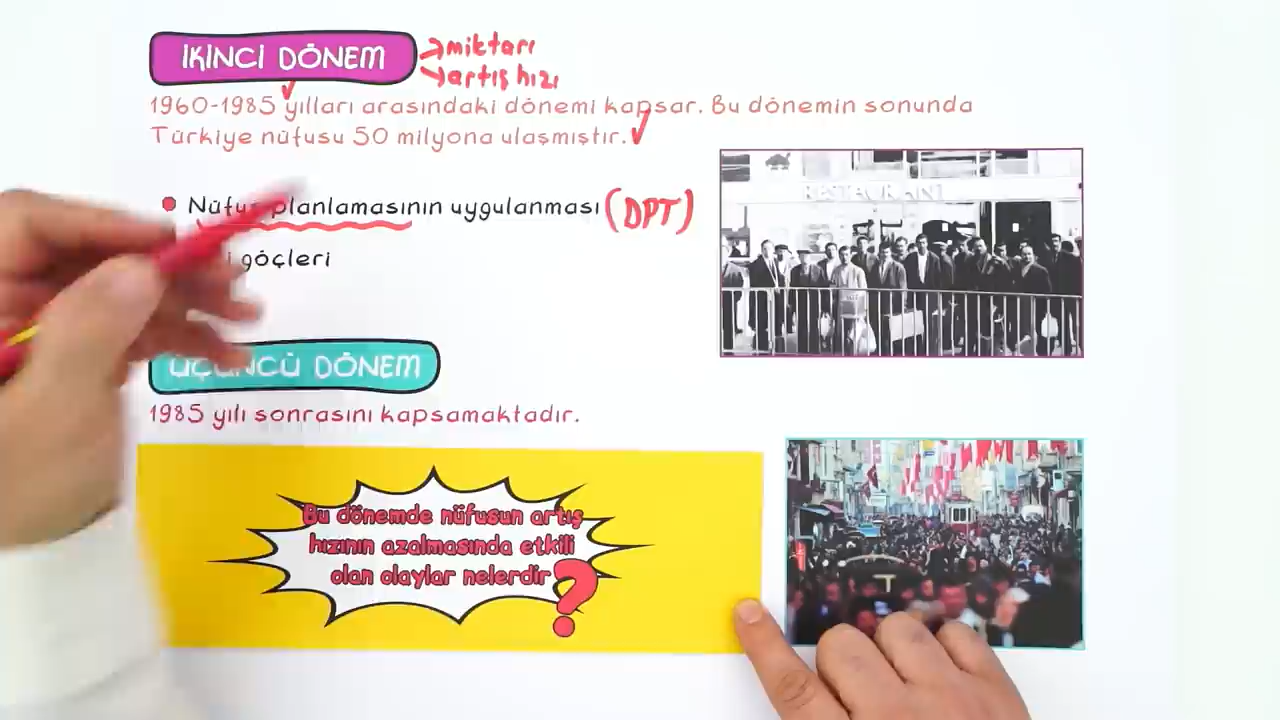 İKİNCİ DÖNEM
→miktarı
→artış hızı
1960-1985 yılları arasındaki dönemi kapsar. Bu dönemin sonunda
Türkiye nüfusu 50 milyona ulaşmıştır.
• Nüfus planlamasının uygulanması (DPT)
göçleri
ÜÇÜNCÜ DÖNEM
1985 yılı sonrasını kapsamaktadır.
RESTAURANT
Bu dönemde nüfusun artış
hızının azalmasında etkili
olan olaylar nelerdir?
T